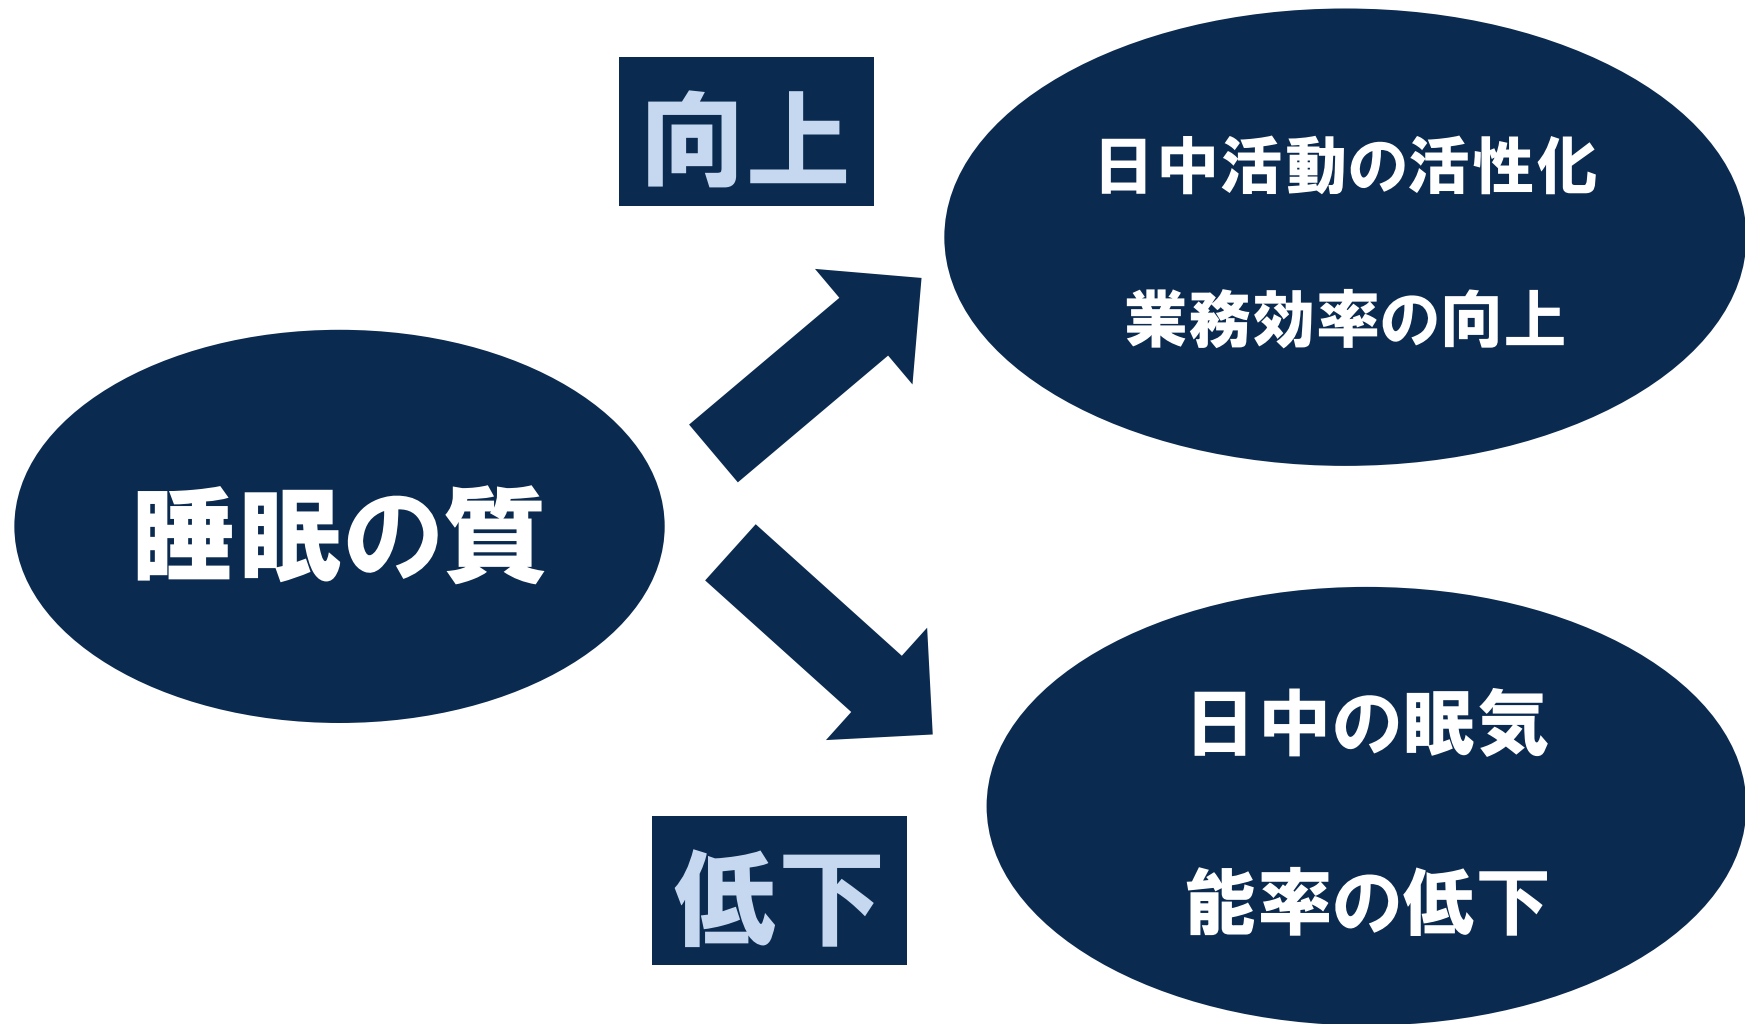 向上
日中活動の活性化
業務効率の向上
睡眠の質
日中の眠気
能率の低下
低下